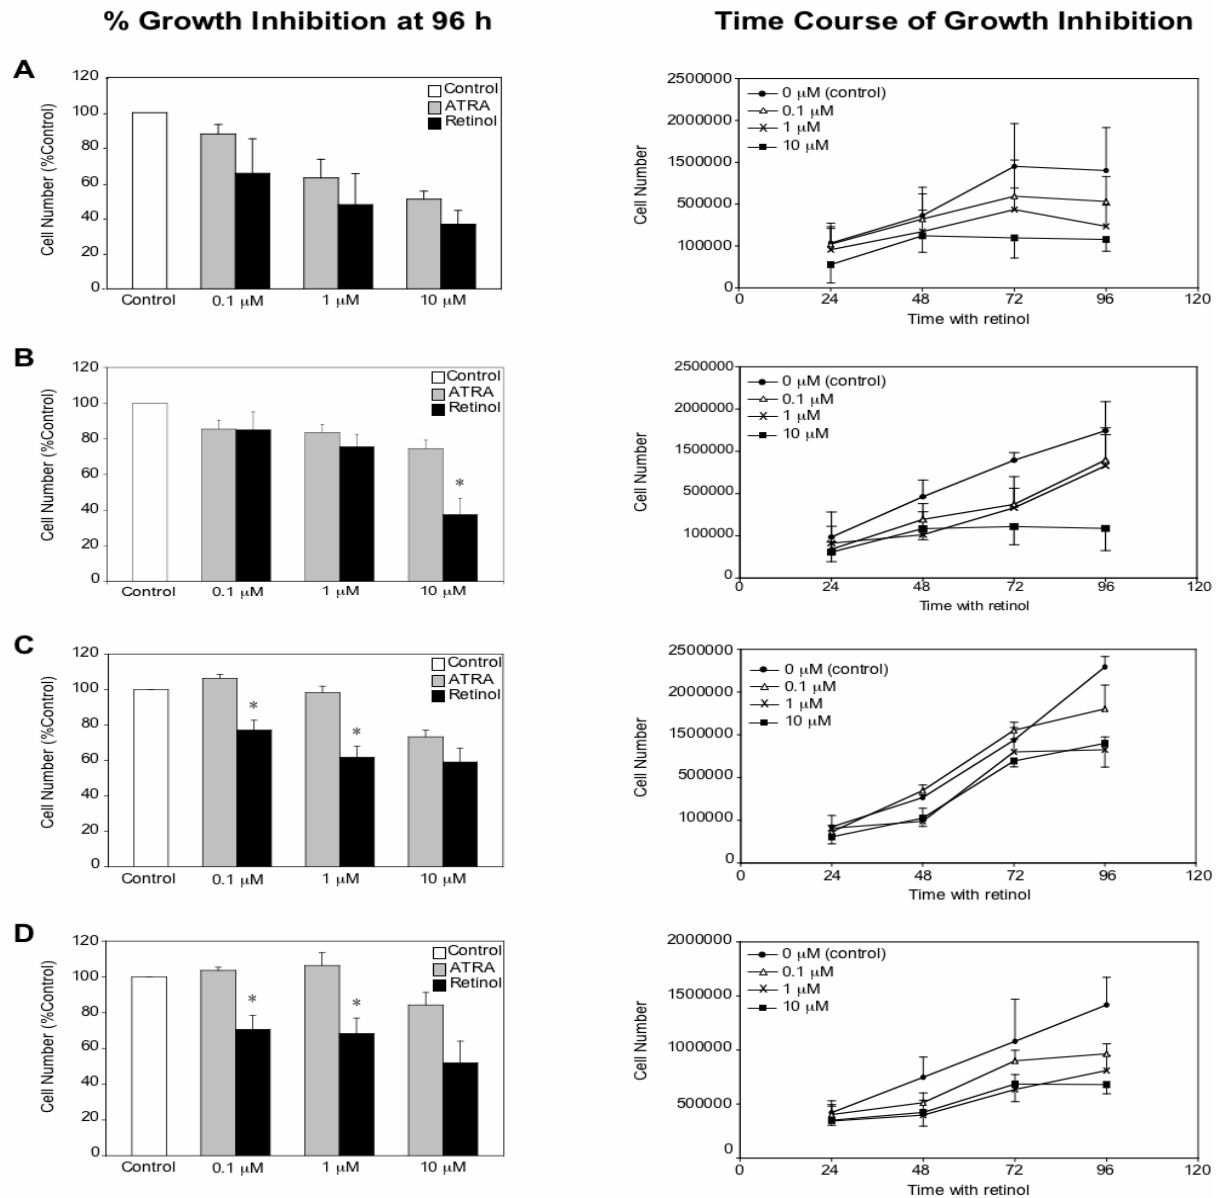 % Growth Inhibition at 96 h
Time Course of Growth Inhibition
A
Cell Number (%Control)
120
100
80
60
40
20
0
Control
ATRA
Retinol
Control
0.1 μM
1 μM
10 μM
Cell Number
2500000
2000000
1500000
500000
100000
0
0 μM (control)
0.1 μM
1 μM
10 μM
0
24
48
72
96
120
Time with retinol
B
Cell Number (%Control)
120
100
80
60
40
20
0
Control
ATRA
Retinol
*
Control
0.1 μM
1 μM
10 μM
Cell Number
2500000
2000000
1500000
500000
100000
0
0 μM (control)
0.1 μM
1 μM
10 μM
0
24
48
72
96
120
Time with retinol
C
Cell Number (%Control)
120
100
80
60
40
20
0
Control
ATRA
Retinol
*
*
Control
0.1 μM
1 μM
10 μM
Cell Number
2500000
2000000
1500000
500000
100000
0
0 μM (control)
0.1 μM
1 μM
10 μM
0
24
48
72
96
120
Time with retinol
D
Cell Number (%Control)
120
100
80
60
40
20
0
Control
ATRA
Retinol
*
*
Control
0.1 μM
1 μM
10 μM
Cell Number
2000000
1500000
1000000
500000
0
0 μM (control)
0.1 μM
1 μM
10 μM
0
24
48
72
96
120
Time with retinol